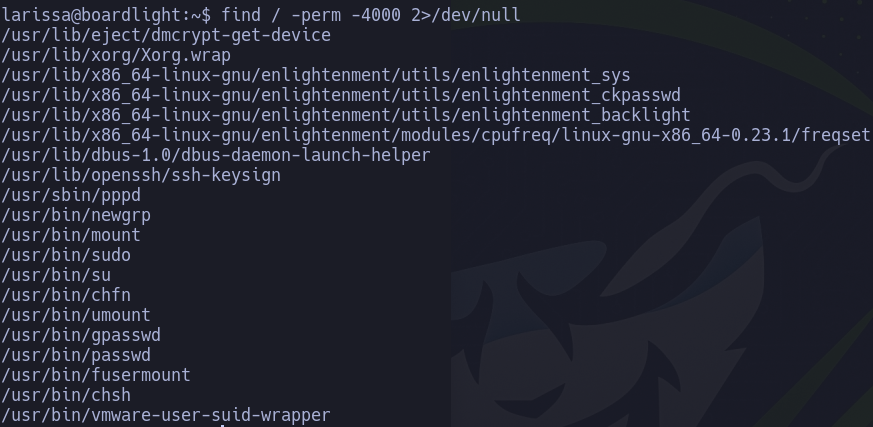 larissa@boardlight:~$ find / -perm -4000 2>/dev/null
/usr/lib/eject/dmcrypt-get-device
/usr/lib/xorg/Xorg.wrap
/usr/lib/x86_64-linux-gnu/enlightenment/utils/enlightenment_sys
/usr/lib/x86_64-linux-gnu/enlightenment/utils/enlightenment_ckpasswd
/usr/lib/x86_64-linux-gnu/enlightenment/utils/enlightenment_backlight
/usr/lib/x86_64-linux-gnu/enlightenment/modules/cpufreq/linux-gnu-x86_64-0.23.1/freqset
/usr/lib/dbus-1.0/dbus-daemon-launch-helper
/usr/lib/openssh/ssh-keysign
/usr/sbin/pppd
/usr/bin/newgrp
/usr/bin/mount
/usr/bin/sudo
/usr/bin/su
/usr/bin/chfn
/usr/bin/umount
/usr/bin/gpasswd
/usr/bin/passwd
/usr/bin/fusermount
/usr/bin/chsh
/usr/bin/vmware-user-suid-wrapper